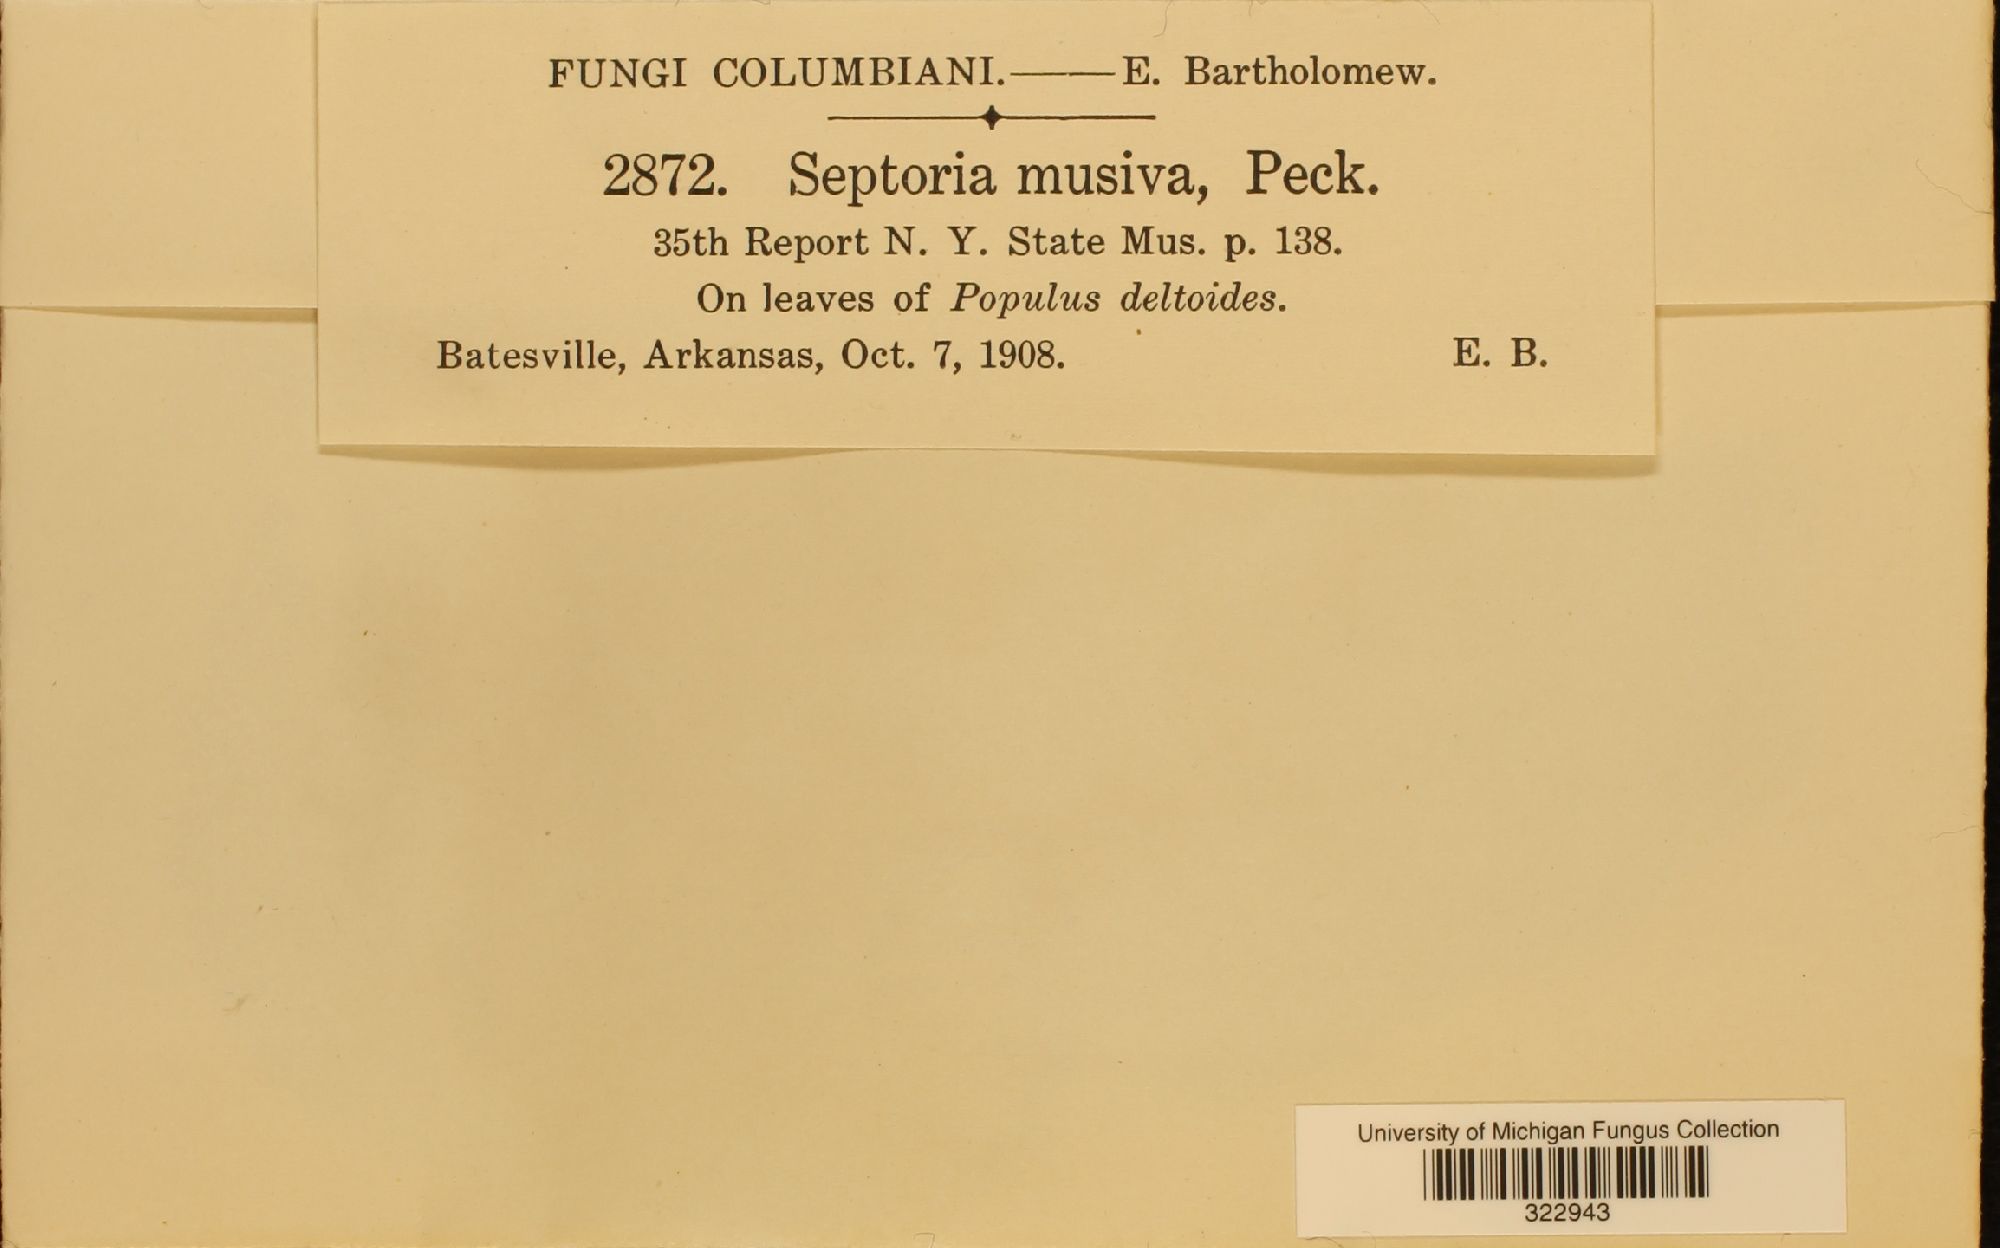 FUNGI COLUMBIANI.——E. Bartholomew.
2872. Septoria musiva, Peck.
35th Report N. Y. State Mus. p. 138.
On leaves of Populus deltoides.
Batesville, Arkansas, Oct. 7, 1908. E. B.
University of Michigan Fungus Collection
322943